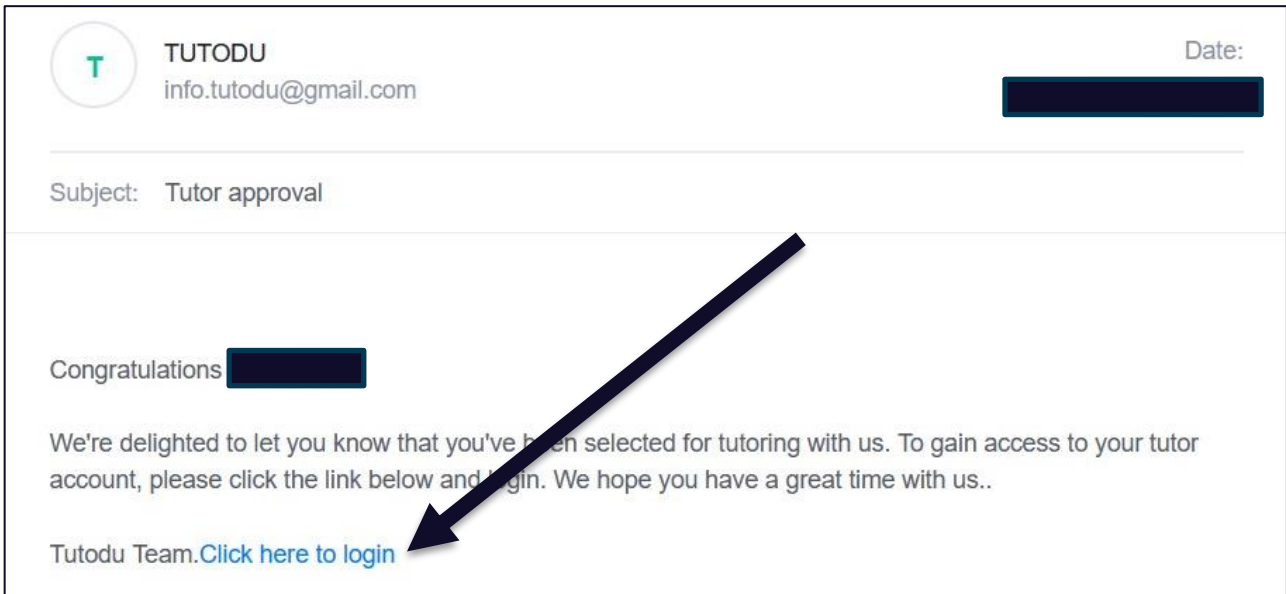 T
TUTODU
info.tutodu@gmail.com
Date:
Subject: Tutor approval
Congratulations
We're delighted to let you know that you've selected for tutoring with us. To gain access to your tutor
account, please click the link below and login. We hope you have a great time with us..
Tutodu Team.Click here to login